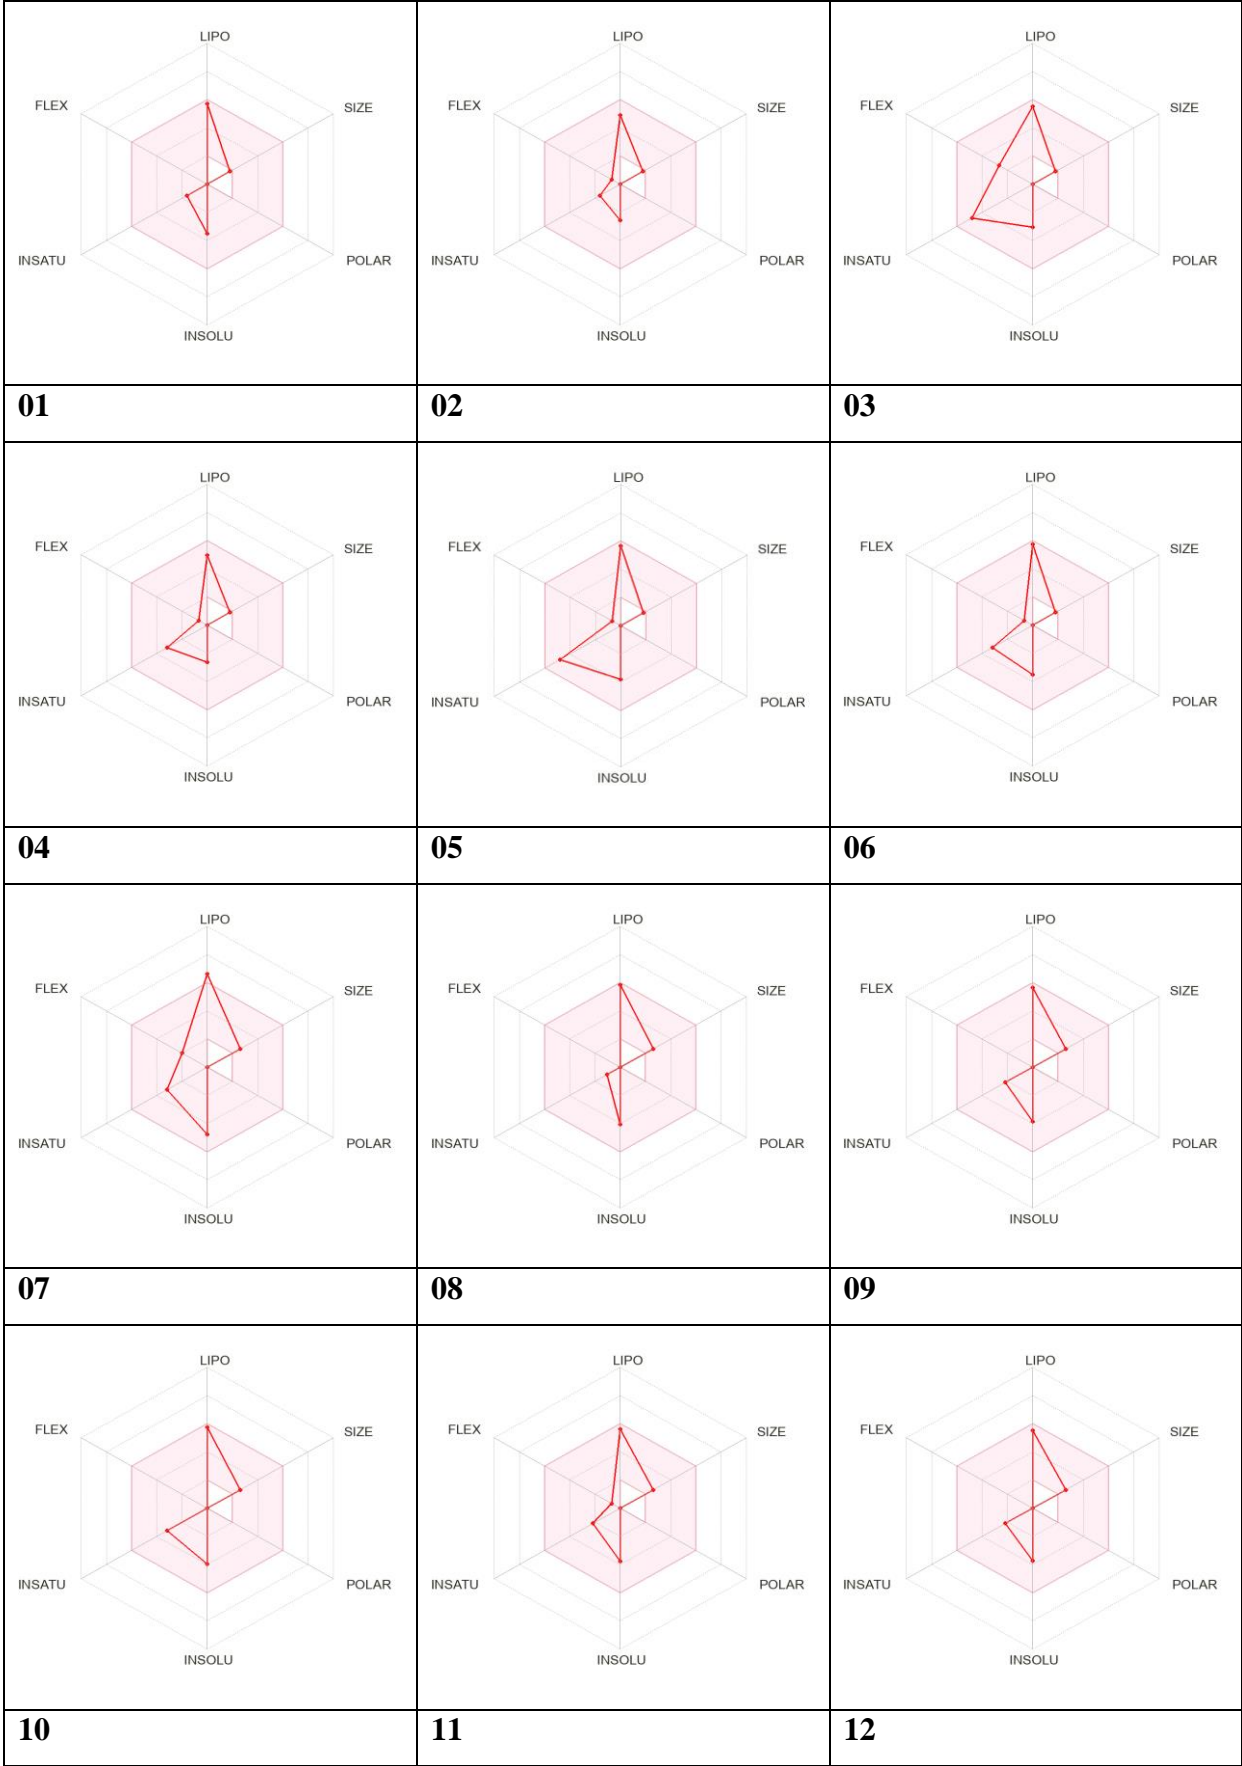 LIPO
FLEX
SIZE
INSATU
POLAR
INSOLU
LIPO
FLEX
SIZE
INSATU
POLAR
INSOLU
LIPO
FLEX
SIZE
INSATU
POLAR
INSOLU
01
02
03
LIPO
FLEX
SIZE
INSATU
POLAR
INSOLU
LIPO
FLEX
SIZE
INSATU
POLAR
INSOLU
LIPO
FLEX
SIZE
INSATU
POLAR
INSOLU
04
05
06
LIPO
FLEX
SIZE
INSATU
POLAR
INSOLU
LIPO
FLEX
SIZE
INSATU
POLAR
INSOLU
LIPO
FLEX
SIZE
INSATU
POLAR
INSOLU
07
08
09
LIPO
FLEX
SIZE
INSATU
POLAR
INSOLU
LIPO
FLEX
SIZE
INSATU
POLAR
INSOLU
LIPO
FLEX
SIZE
INSATU
POLAR
INSOLU
10
11
12